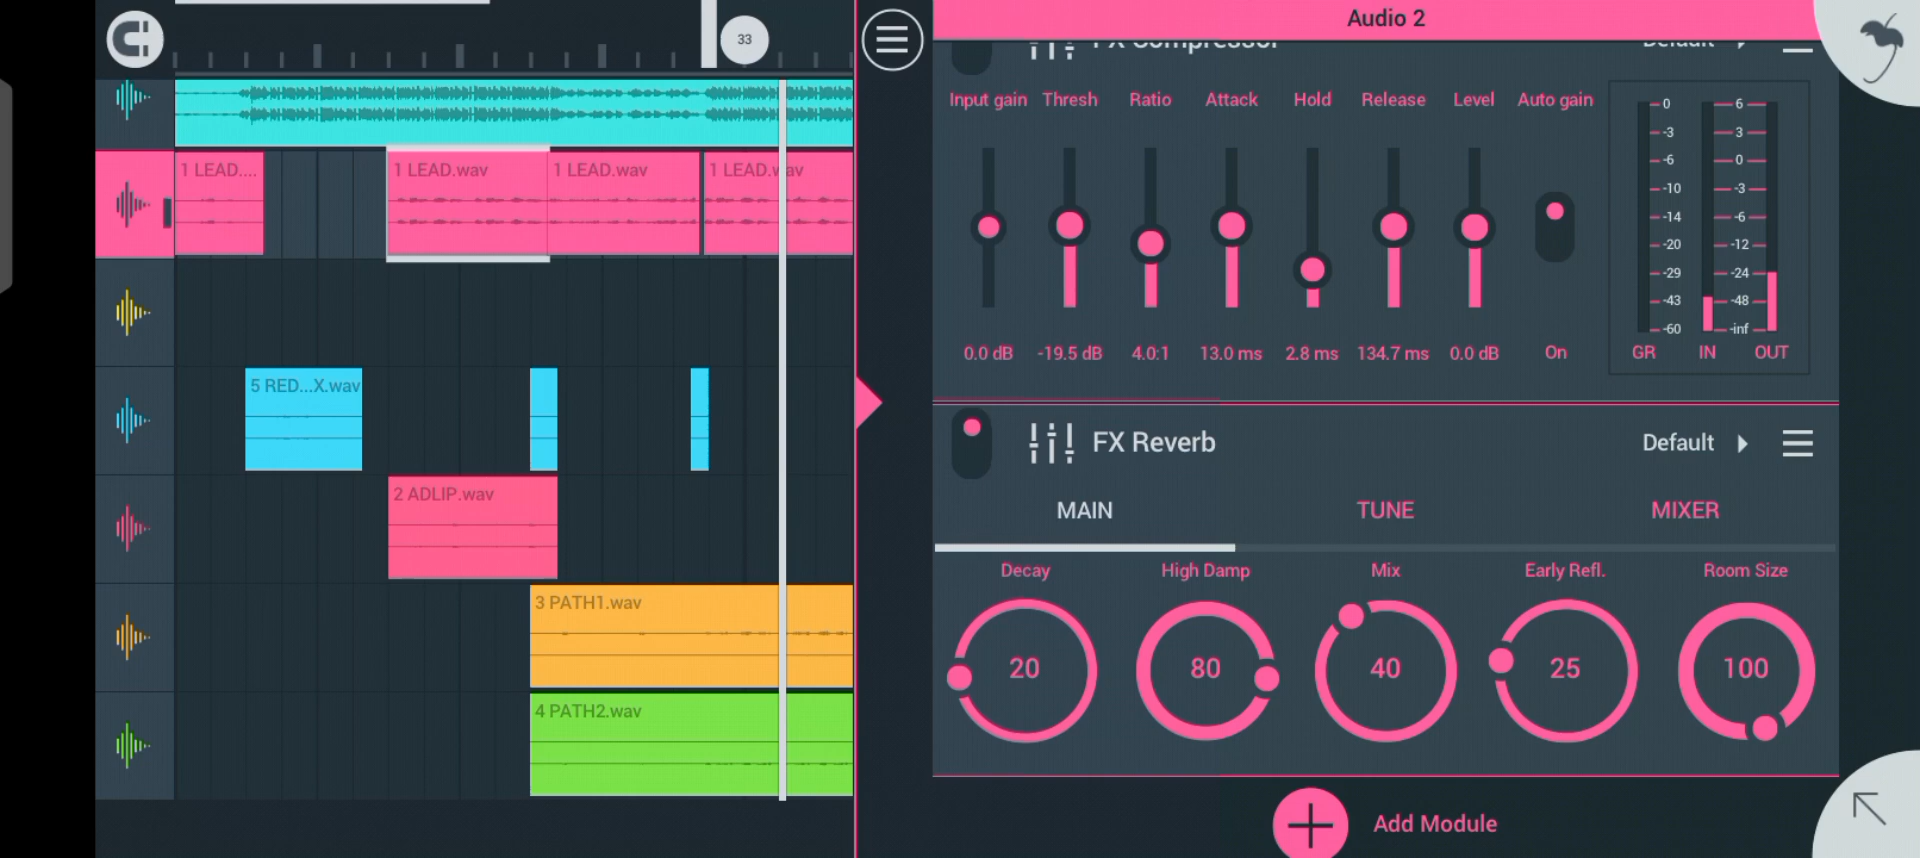 33
Audio 2
FX Compressor
Default
Input gain Thresh Ratio Attack Hold Release Level Auto gain
0 6
-3 3
-6 0
-10 -3
-14 -6
-20 -12
-29 -24
-43 -48
-60 -inf
GR IN OUT
0.0 dB -19.5 dB 4.0:1 13.0 ms 2.8 ms 134.7 ms 0.0 dB On
1 LEAD....
1 LEAD.wav
1 LEAD.wav
1 LEAD.wav
5 RED...X.wav
2 ADLIP.wav
3 PATH1.wav
4 PATH2.wav
FX Reverb
Default
MAIN TUNE MIXER
Decay High Damp Mix Early Refl. Room Size
20 80 40 25 100
Add Module